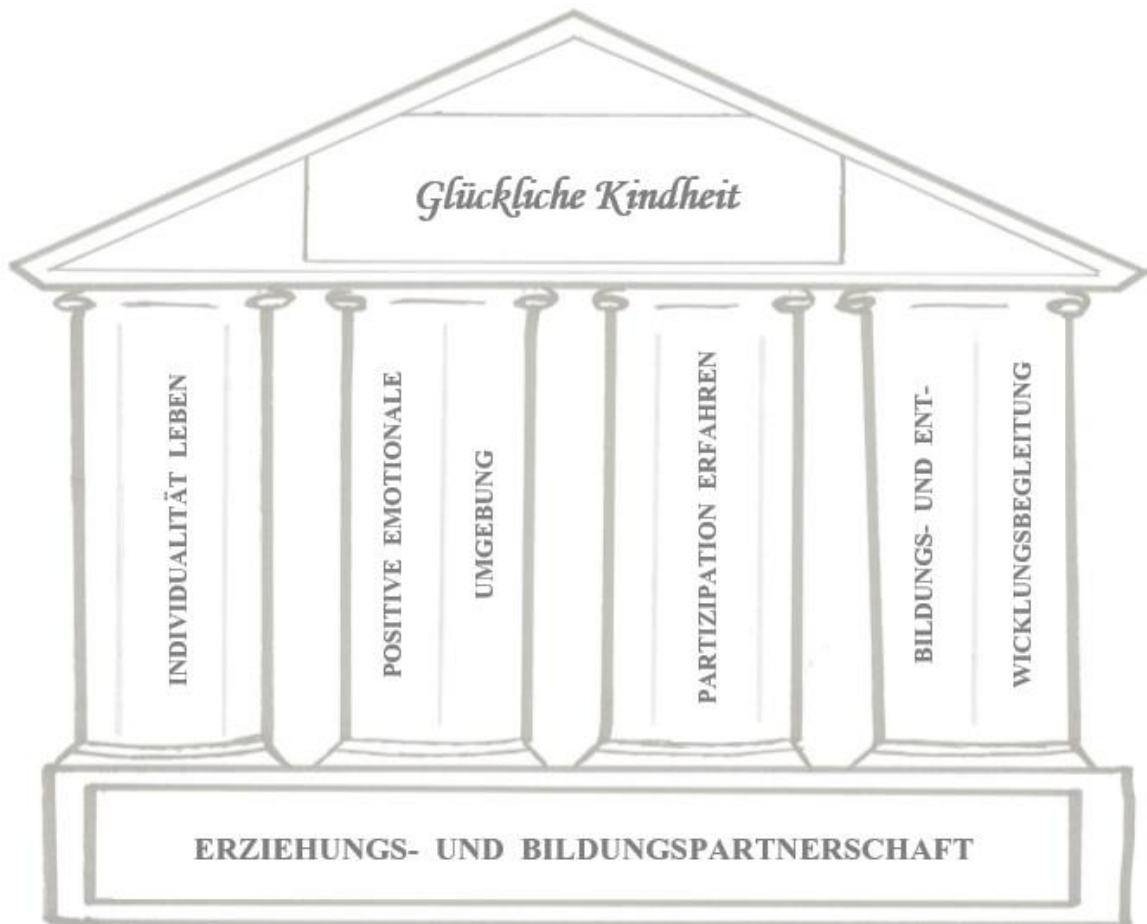 Glückliche Kindheit
INDIVIDUALITÄT LEBEN
POSITIVE EMOTIONALE
UMGEBUNG
PARTIZIPATION ERFAHREN
BILDUNGS- UND ENT-
WICKLUNGSBEGLEITUNG
ERZIEHUNGS- UND BILDUNGSPARTNERSCHAFT